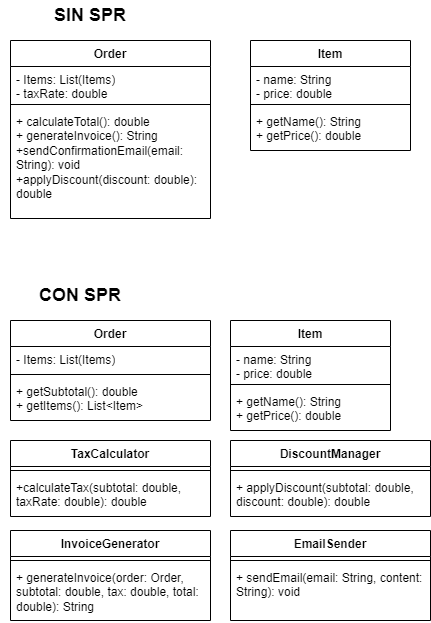 SIN SPR
Order
- Items: List(Items)
- taxRate: double
+ calculateTotal(): double
+ generateInvoice(): String
+sendConfirmationEmail(email:
String): void
+applyDiscount(discount: double):
double
Item
- name: String
- price: double
+ getName(): String
+ getPrice(): double
CON SPR
Order
- Items: List(Items)
+ getSubtotal(): double
+ getItems(): List<Item>
Item
- name: String
- price: double
+ getName(): String
+ getPrice(): double
TaxCalculator
+calculateTax(subtotal: double,
taxRate: double): double
DiscountManager
+ applyDiscount(subtotal: double,
discount: double): double
InvoiceGenerator
+ generateInvoice(order: Order,
subtotal: double, tax: double, total:
double): String
EmailSender
+ sendEmail(email: String, content:
String): void